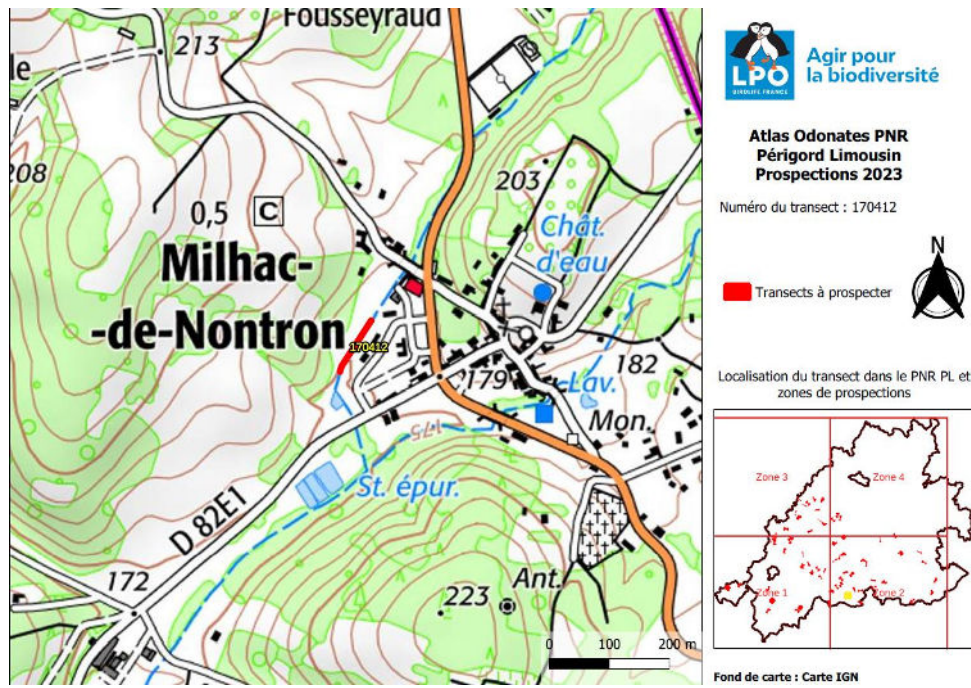 Fousseyraud
213
le
208
0,5 C
203
Milhac-
-de-Nontron
170412
Chât.
d'eau
182
179
Lav.
Mon.
175
St. épur.
D 82E1
172
223
Ant.
0 100 200 m
LPO
BIRDLIFE FRANCE
Agir pour
la biodiversité
Atlas Odonates PNR
Périgord Limousin
Prospections 2023
Numéro du transect : 170412
N
Transects à prospecter
Localisation du transect dans le PNR PL et
zones de prospections
Zone 3
Zone 4
Zone 1
Zone 2
Fond de carte : Carte IGN